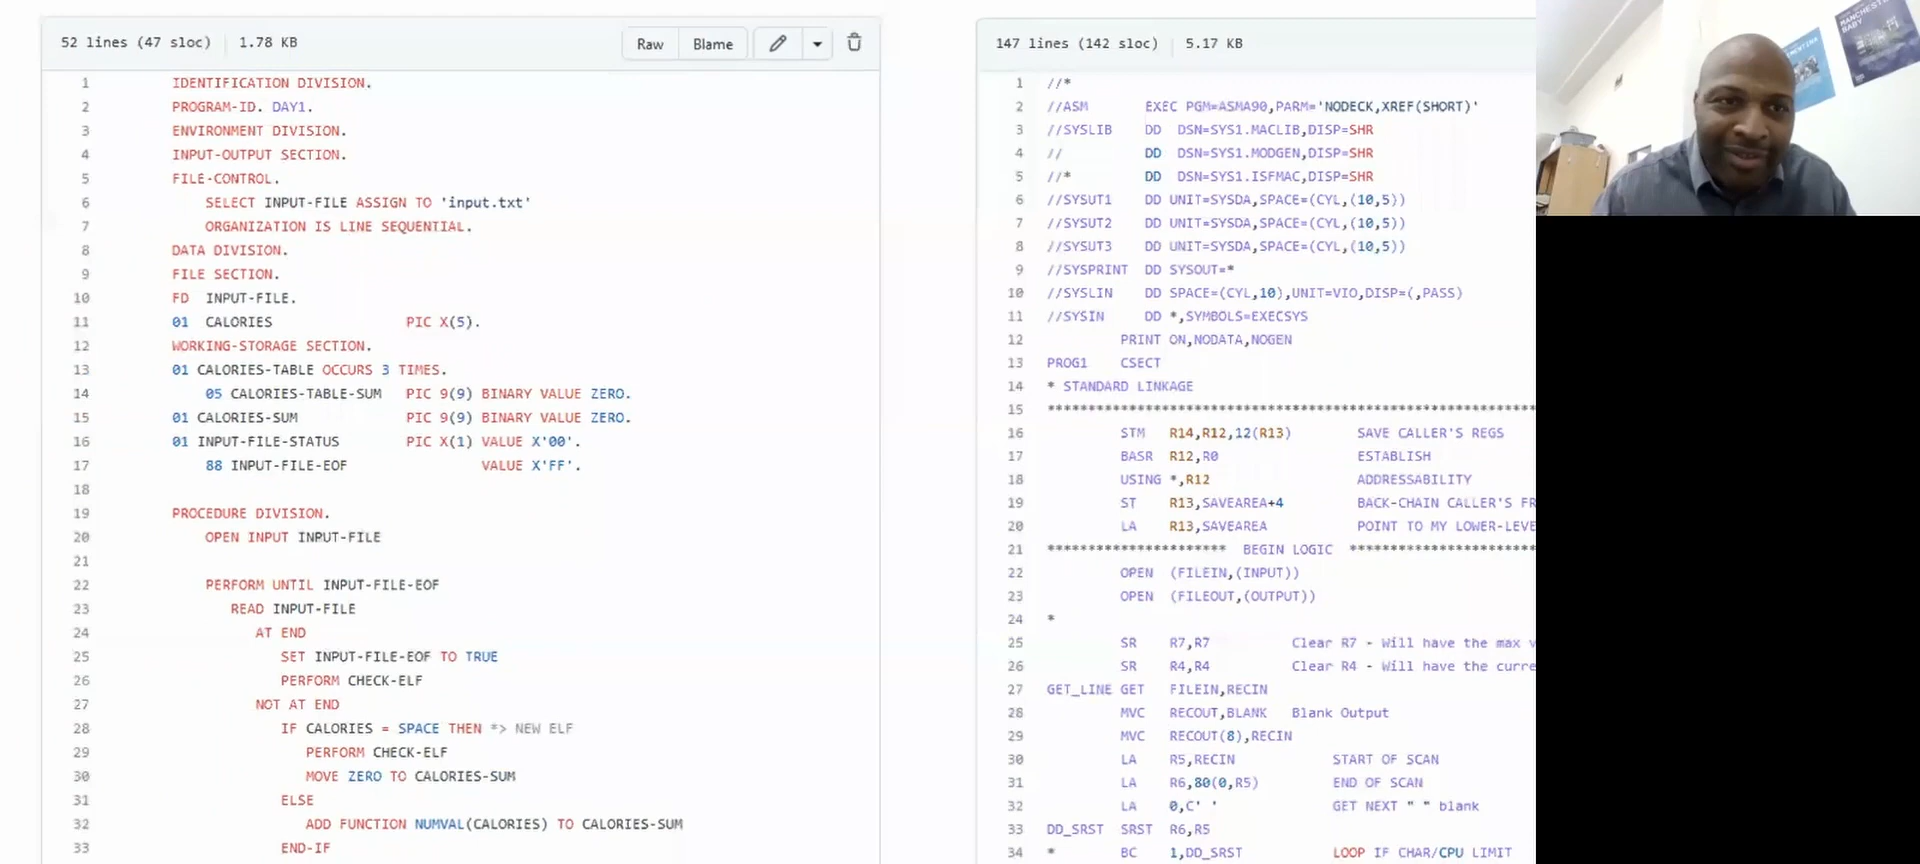 52 lines (47 sloc) 1.78 KB
Raw Blame
1 IDENTIFICATION DIVISION.
2 PROGRAM-ID. DAY1.
3 ENVIRONMENT DIVISION.
4 INPUT-OUTPUT SECTION.
5 FILE-CONTROL.
6 SELECT INPUT-FILE ASSIGN TO 'input.txt'
7 ORGANIZATION IS LINE SEQUENTIAL.
8 DATA DIVISION.
9 FILE SECTION.
10 FD INPUT-FILE.
11 01 CALORIES PIC X(5).
12 WORKING-STORAGE SECTION.
13 01 CALORIES-TABLE OCCURS 3 TIMES.
14 05 CALORIES-TABLE-SUM PIC 9(9) BINARY VALUE ZERO.
15 01 CALORIES-SUM PIC 9(9) BINARY VALUE ZERO.
16 01 INPUT-FILE-STATUS PIC X(1) VALUE X'00'.
17 88 INPUT-FILE-EOF VALUE X'FF'.
18
19 PROCEDURE DIVISION.
20 OPEN INPUT INPUT-FILE
21
22 PERFORM UNTIL INPUT-FILE-EOF
23 READ INPUT-FILE
24 AT END
25 SET INPUT-FILE-EOF TO TRUE
26 PERFORM CHECK-ELF
27 NOT AT END
28 IF CALORIES = SPACE THEN *> NEW ELF
29 PERFORM CHECK-ELF
30 MOVE ZERO TO CALORIES-SUM
31 ELSE
32 ADD FUNCTION NUMVAL(CALORIES) TO CALORIES-SUM
33 END-IF
147 lines (142 sloc) 5.17 KB
1 //*
2 //ASM EXEC PGM=ASMA90,PARM='NODECK,XREF(SHORT)'
3 //SYSLIB DD DSN=SYS1.MACLIB,DISP=SHR
4 // DD DSN=SYS1.MODGEN,DISP=SHR
5 //* DD DSN=SYS1.ISFMAC,DISP=SHR
6 //SYSUT1 DD UNIT=SYSDA,SPACE=(CYL,(10,5))
7 //SYSUT2 DD UNIT=SYSDA,SPACE=(CYL,(10,5))
8 //SYSUT3 DD UNIT=SYSDA,SPACE=(CYL,(10,5))
9 //SYSPRINT DD SYSOUT=*
10 //SYSLIN DD SPACE=(CYL,10),UNIT=VIO,DISP=(,PASS)
11 //SYSIN DD *,SYMBOLS=EXECSYS
12 PRINT ON,NODATA,NOGEN
13 PROG1 CSECT
14 * STANDARD LINKAGE
15 ************************************************************
16 STM R14,R12,12(R13) SAVE CALLER'S REGS
17 BASR R12,R0 ESTABLISH
18 USING *,R12 ADDRESSABILITY
19 ST R13,SAVEAREA+4 BACK-CHAIN CALLER'S FR
20 LA R13,SAVEAREA POINT TO MY LOWER-LEVE
21 ********************** BEGIN LOGIC ***********************
22 OPEN (FILEIN,(INPUT))
23 OPEN (FILEOUT,(OUTPUT))
24 *
25 SR R7,R7 Clear R7 - Will have the max v
26 SR R4,R4 Clear R4 - Will have the curre
27 GET_LINE GET FILEIN,RECIN
28 MVC RECOUT,BLANK Blank Output
29 MVC RECOUT(8),RECIN
30 LA R5,RECIN START OF SCAN
31 LA R6,80(0,R5) END OF SCAN
32 LA 0,C' ' GET NEXT " " blank
33 DD_SRST SRST R6,R5
34 * BC 1,DD_SRST LOOP IF CHAR/CPU LIMIT
MANCHESTER
BABY